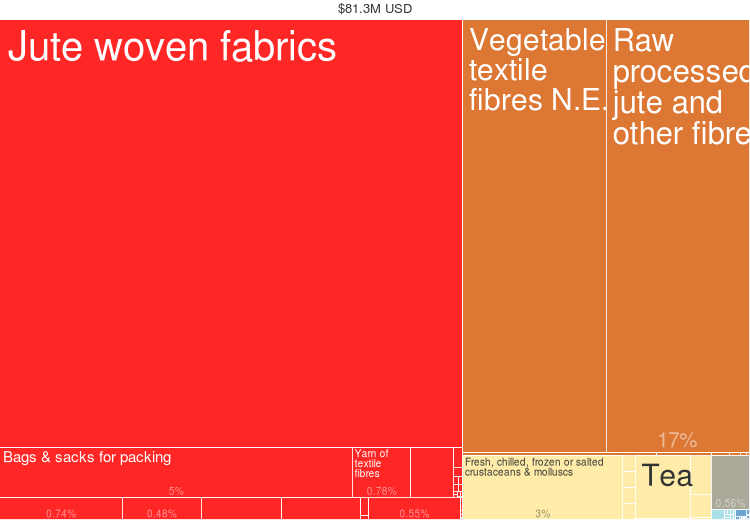 $81.3M USD
Jute woven fabrics
Vegetable
textile
fibres N.E.
Raw
processed
jute and
other fibre
17%
Bags & sacks for packing
5%
Yarn of
textile
fibres
0.78%
0.74%
0.48%
0.55%
Fresh, chilled, frozen or salted
crustaceans & molluscs
3%
Tea
0.56%